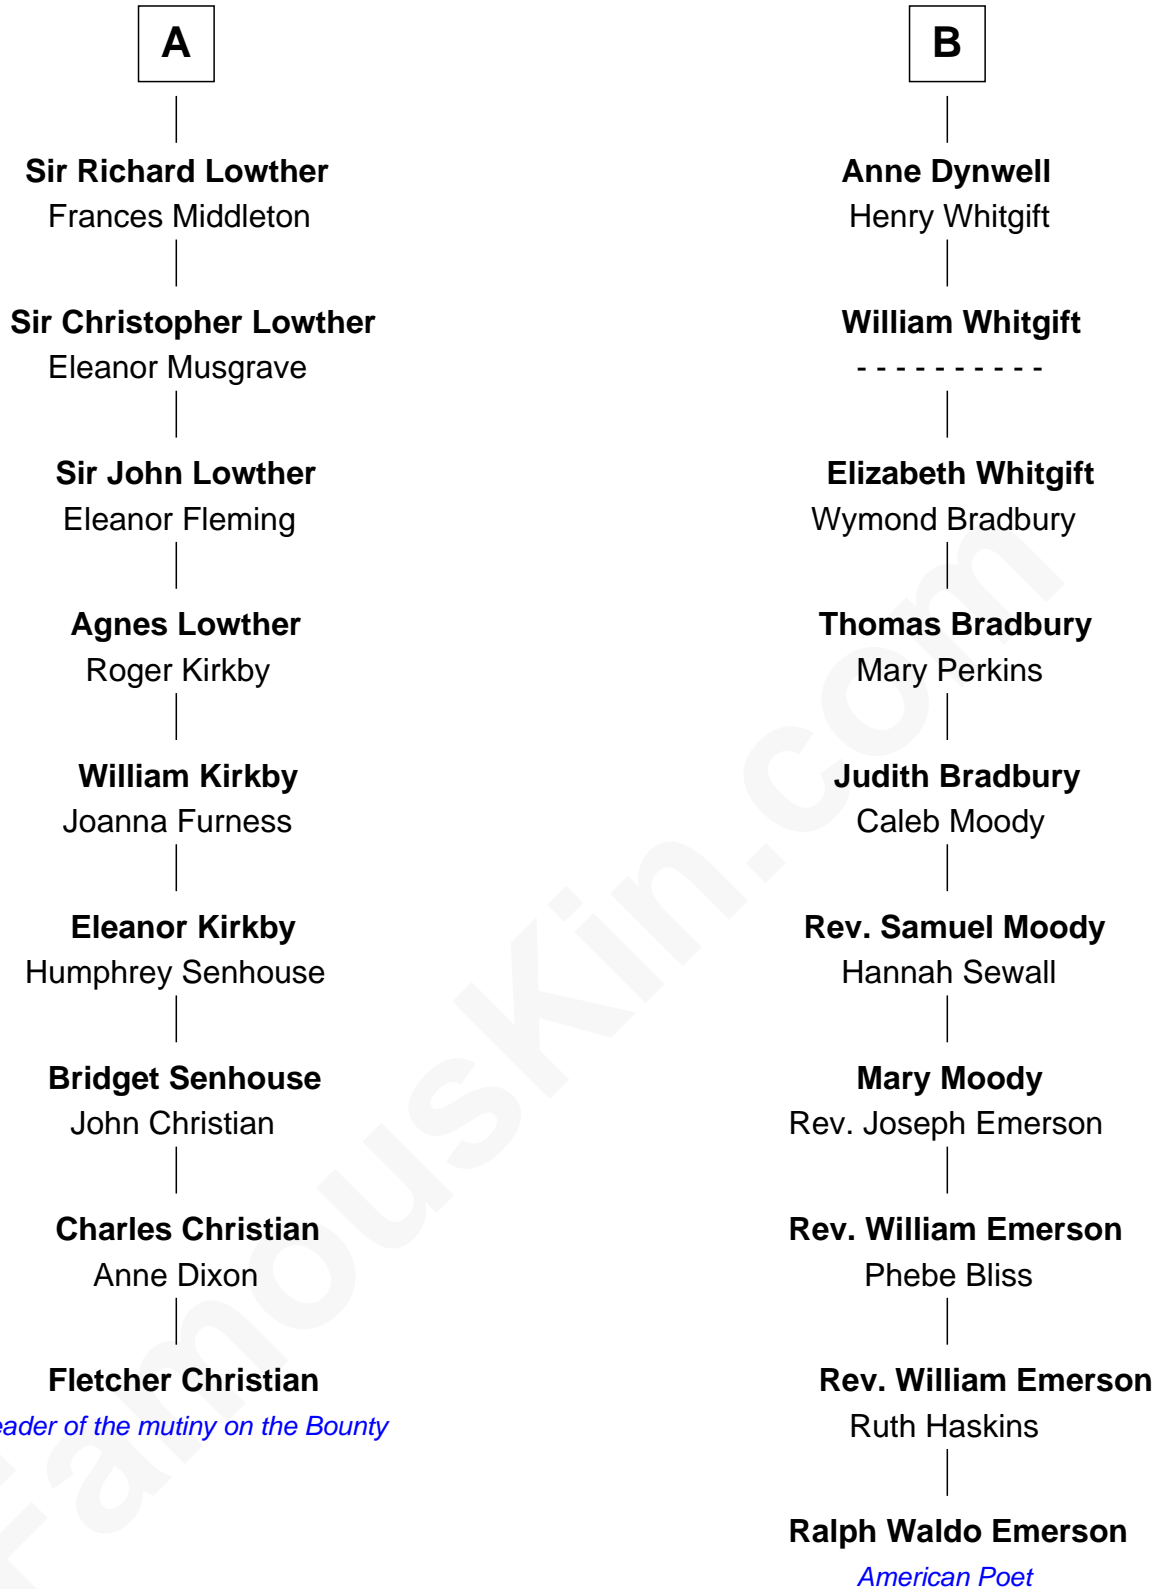 A
Sir Richard Lowther
Frances Middleton
Sir Christopher Lowther
Eleanor Musgrave
Sir John Lowther
Eleanor Fleming
Agnes Lowther
Roger Kirkby
William Kirkby
Joanna Furness
Eleanor Kirkby
Humphrey Senhouse
Bridget Senhouse
John Christian
Charles Christian
Anne Dixon
Fletcher Christian
eader of the mutiny on the Bounty
B
Anne Dynwell
Henry Whitgift
William Whitgift
- - - - - - - - - -
Elizabeth Whitgift
Wymond Bradbury
Thomas Bradbury
Mary Perkins
Judith Bradbury
Caleb Moody
Rev. Samuel Moody
Hannah Sewall
Mary Moody
Rev. Joseph Emerson
Rev. William Emerson
Phebe Bliss
Rev. William Emerson
Ruth Haskins
Ralph Waldo Emerson
American Poet
FamousKin.com